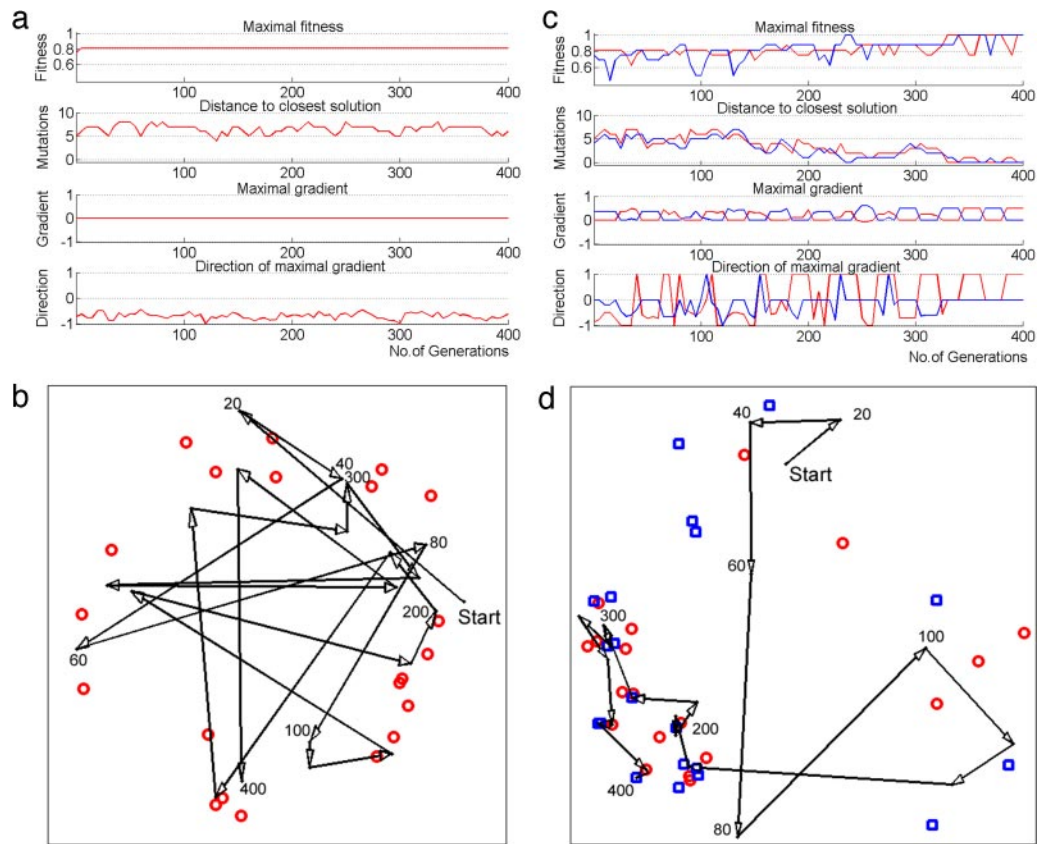 a
Maximal fitness
Fitness
1
0.8
0.6
100 200 300 400
Distance to closest solution
Mutations
10
5
0
100 200 300 400
Maximal gradient
Gradient
1
0
-1
100 200 300 400
Direction of maximal gradient
Direction
1
0
-1
100 200 300 400
No.of Generations
c
Maximal fitness
Fitness
1
0.8
0.6
100 200 300 400
Distance to closest solution
Mutations
10
5
0
100 200 300 400
Maximal gradient
Gradient
1
0
-1
100 200 300 400
Direction of maximal gradient
Direction
1
0
-1
100 200 300 400
No.of Generations
b
20
40
300
80
200
Start
60
100
400
d
40
20
Start
60
300
100
200
400
80